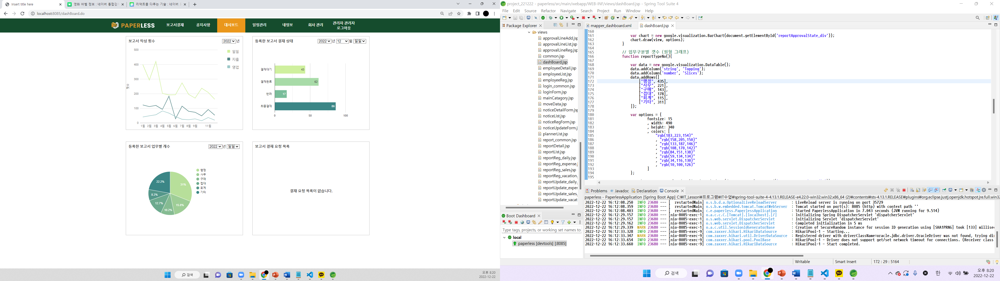 Insert title here
영화 바벨 정보 : 네이버 통합검
리액트를 다루는 기술 : 네이버
localhost:8085/dashBoard.do
PAPERLESS
보고서결재
공지사항
대시보드
일정관리
내정보
회사 관리
관리자 관리자
로그아웃
보고서 작성 횟수
2022 년
500
400
300
200
100
0
횟수
1월 2월 3월 4월 5월 6월 7월 8월 9월 11월
일일
지출
영업
등록한 보고서 결재 상태
2022 년 12 월 일일
결재대기 43
결재완료 62
반려 17
최종결재 86
0 50 100
등록한 보고서 업무별 개수
2022 년 일일
31%
15.8%
10.2%
12.7%
8.2%
22.2%
행정
사무
구매
접대
회계
기타
보고서 결재 요청 목록
결재 요청 목록이 없습니다.
검색
오후 8:20
2022-12-22
project_221222 - paperless/src/main/webapp/WEB-INF/views/dashBoard.jsp - Spring Tool Suite 4
File Edit Source Refactor Navigate Search Project Run Window Help
Package Explorer
views
approvalLineAdd.jsp
approvalLineList.jsp
approvalLineReg.jsp
common.jsp
dashBoard.jsp
employeeDetail.jsp
employeeList.jsp
employeeReg.jsp
login_common.jsp
loginForm.jsp
mainCatagory.jsp
moveData.jsp
noticeDetailForm.jsp
noticeList.jsp
noticeRegForm.jsp
noticeUpdateForm.j
plannerList.jsp
report_common.jsp
reportDetail.jsp
reportList.jsp
reportReg_daily.jsp
reportReg_expense.j
reportReg_sales.jsp
reportReg_vacation.
reportUpdate_daily.
reportUpdate_exper
reportUpdate_sales.
reportUpdate_vacat
Boot Dashboard
Type tags, projects, or working set names to
local
paperless [devtools] [:8085]
mapper_dashboard.xml
dashBoard.jsp
160
161 var chart = new google.visualization.BarChart(document.getElementById('reportApprovalState_div'));
162 chart.draw(view, options);
163 }
164
165 // 업무구분별 갯수 (원형 그래프)
166 function reportTypeNo(){
167
168 var data = new google.visualization.DataTable();
169 data.addColumn('string', 'Topping');
170 data.addColumn('number', 'Slices');
171 data.addRows([
172 ["행정", 435],
173 ["사무", 221],
174 ["구매", 143],
175 ["접대", 178],
176 ["회계", 115],
177 ["기타", 311]
178 ]);
179
180 var options = {
181 fontsize: 15
182 , width: 490
183 , height: 340
184 , colors: [
185 "rgb(183,223,154)"
186 , "rgb(158,205,150)"
187 , "rgb(133,187,146)"
188 , "rgb(108,170,142)"
189 , "rgb(84,151,138)"
190 , "rgb(59,134,134)"
191 , "rgb(34,116,130)"
192 , "rgb(10,100,126)"
193 ]
194 };
195
Problems Javadoc Declaration Console
paperless - PaperlessApplication [Spring Boot App] C:₩IT_Lesson₩프로그램₩IT수업₩spring-tool-suite-4-4.13.1.RELEASE-e4.22.0-win32.win32.x86_64 (2)₩contents₩sts-4.13.1.RELEASE₩plugins₩org.eclipse.justj.openjdk.hotspot.jre.full.win32
2022-12-22 16:12:08.250 INFO 23680 --- [ restartedMain] o.s.b.d.a.OptionalLiveReloadServer : LiveReload server is running on port 35729
2022-12-22 16:12:08.359 INFO 23680 --- [ restartedMain] o.s.b.w.embedded.tomcat.TomcatWebServer : Tomcat started on port(s): 8085 (http) with context path ''
2022-12-22 16:12:08.403 INFO 23680 --- [ restartedMain] c.e.paperless.PaperlessApplication : Started PaperlessApplication in 7.043 seconds (JVM running for 9.514)
2022-12-22 16:12:29.157 INFO 23680 --- [nio-8085-exec-1] o.a.c.c.C.[Tomcat].[localhost].[/] : Initializing Spring DispatcherServlet 'dispatcherServlet'
2022-12-22 16:12:29.157 INFO 23680 --- [nio-8085-exec-1] o.s.web.servlet.DispatcherServlet : Initializing Servlet 'dispatcherServlet'
2022-12-22 16:12:29.162 INFO 23680 --- [nio-8085-exec-1] o.s.web.servlet.DispatcherServlet : Completed initialization in 5 ms
2022-12-22 16:12:29.339 WARN 23680 --- [nio-8085-exec-1] o.a.c.util.SessionIdGeneratorBase : Creation of SecureRandom instance for session ID generation using [SHA1PRNG] took [133] millise
2022-12-22 16:12:33.328 INFO 23680 --- [nio-8085-exec-9] com.zaxxer.hikari.HikariDataSource : HikariPool-1 - Starting...
2022-12-22 16:12:33.347 WARN 23680 --- [nio-8085-exec-9] com.zaxxer.hikari.util.DriverDataSource : Registered driver with driverClassName=oracle.jdbc.driver.OracleDriver was not found, trying di
2022-12-22 16:12:33.654 INFO 23680 --- [nio-8085-exec-9] com.zaxxer.hikari.pool.PoolBase : HikariPool-1 - Driver does not support get/set network timeout for connections. (Receiver class
2022-12-22 16:12:33.660 INFO 23680 --- [nio-8085-exec-9] com.zaxxer.hikari.HikariDataSource : HikariPool-1 - Start completed.
Writable
Smart Insert
172 : 29 : 5164
검색
한
오후 8:20
2022-12-22